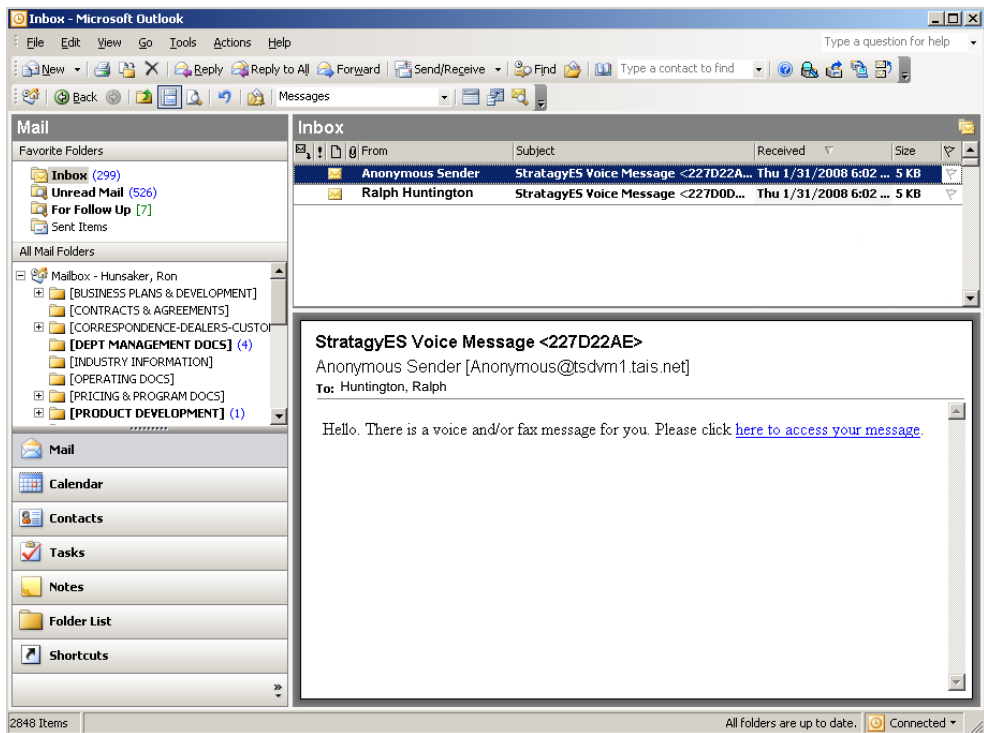 Inbox - Microsoft Outlook
File Edit View Go Tools Actions Help Type a question for help
New Reply Reply to All Forward Send/Receive Find Type a contact to find
Back Messages
Mail
Favorite Folders
Inbox (299)
Unread Mail (526)
For Follow Up [7]
Sent Items
All Mail Folders
Mailbox - Hunsaker, Ron
[BUSINESS PLANS & DEVELOPMENT]
[CONTRACTS & AGREEMENTS]
[CORRESPONDENCE-DEALERS-CUSTO
[DEPT MANAGEMENT DOCS] (4)
[INDUSTRY INFORMATION]
[OPERATING DOCS]
[PRICING & PROGRAM DOCS]
[PRODUCT DEVELOPMENT] (1)
Mail
Calendar
Contacts
Tasks
Notes
Folder List
Shortcuts
Inbox
From Subject Received Size
Anonymous Sender StratagyES Voice Message <227D22A... Thu 1/31/2008 6:02 ... 5 KB
Ralph Huntington StratagyES Voice Message <227D0D... Thu 1/31/2008 6:02 ... 5 KB
StratagyES Voice Message <227D22AE>
Anonymous Sender [Anonymous@tsdvm1.tais.net]
To: Huntington, Ralph
Hello. There is a voice and/or fax message for you. Please click here to access your message.
2848 Items All folders are up to date. Connected